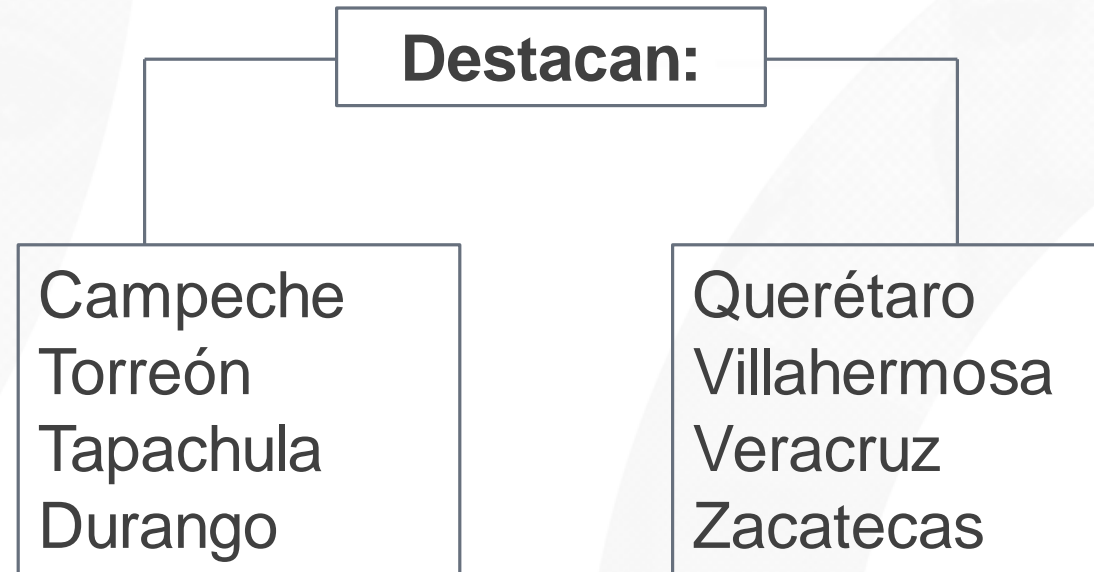 Destacan:
Campeche
Torreón
Tapachula
Durango
Querétaro
Villahermosa
Veracruz
Zacatecas